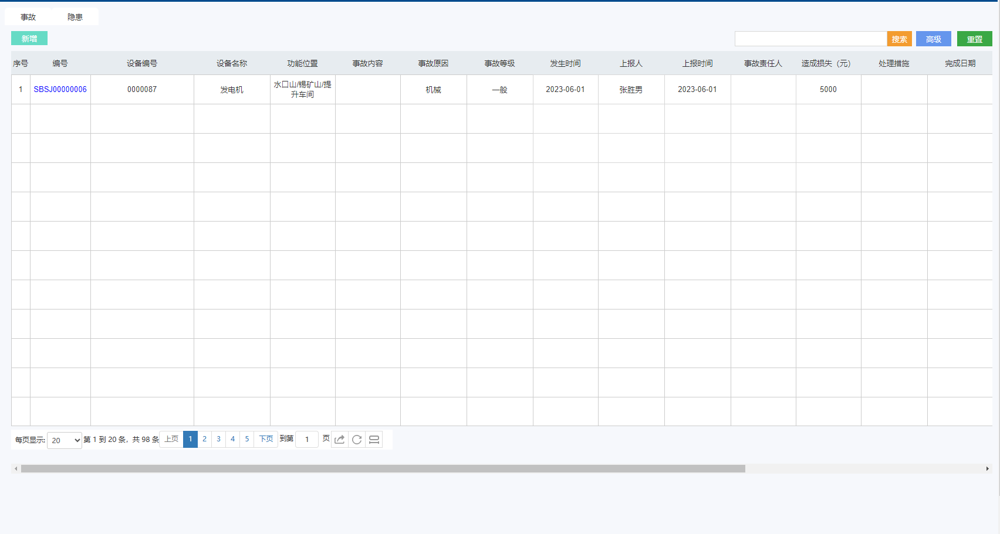 事故 隐患
新增 搜索 高级 重置
序号 编号 设备编号 设备名称 功能位置 事故内容 事故原因 事故等级 发生时间 上报人 上报时间 事故责任人 造成损失（元） 处理措施 完成日期
1 SBSJ00000006 0000087 发电机 水口山/锡矿山/提 机械 一般 2023-06-01 张胜男 2023-06-01 5000
升车间
每页显示: 20 第 1 到 20 条，共 98 条 上页 1 2 3 4 5 下页 到第 1 页